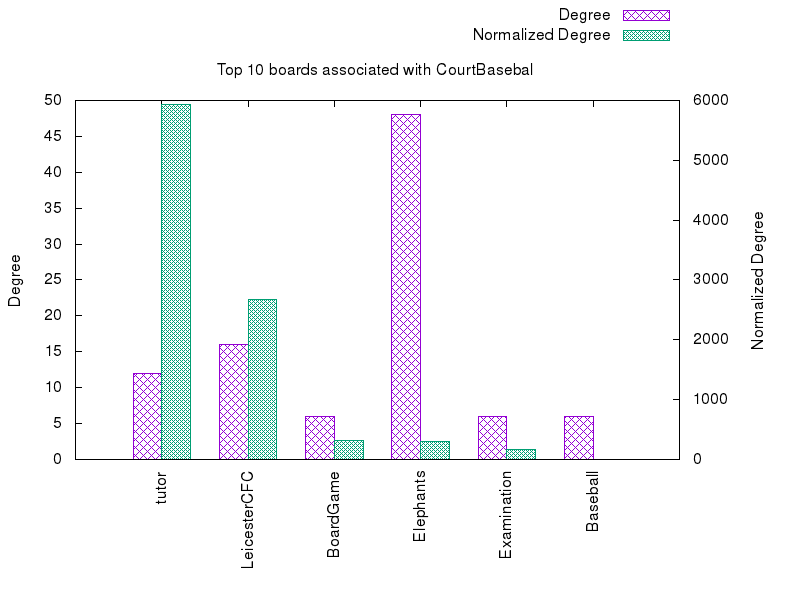 Degree
Normalized Degree
Top 10 boards associated with CourtBasebal
50
45
40
35
30
25
20
15
10
5
0
6000
5000
4000
3000
2000
1000
0
Degree
Normalized Degree
tutor
LeicesterCFC
BoardGame
Elephants
Examination
Baseball